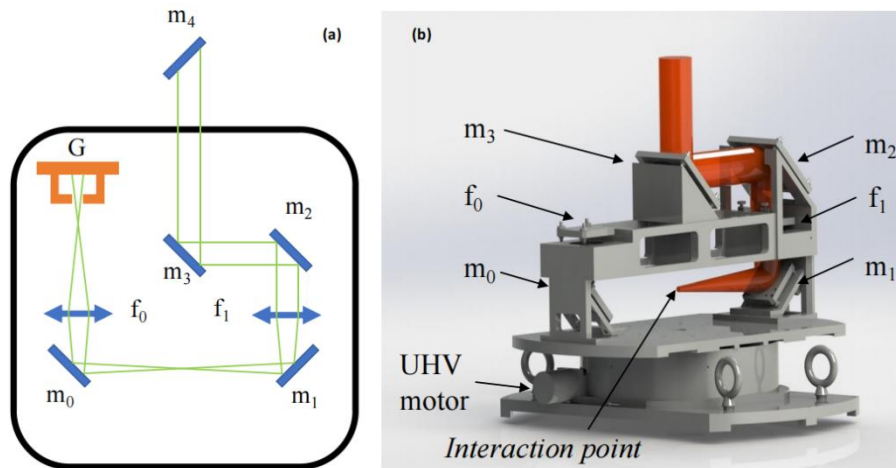 m4
(a)
G
m2
m3
f0
f1
m0
m1
(b)
m3
m2
f0
f1
m0
m1
UHV
motor
Interaction point